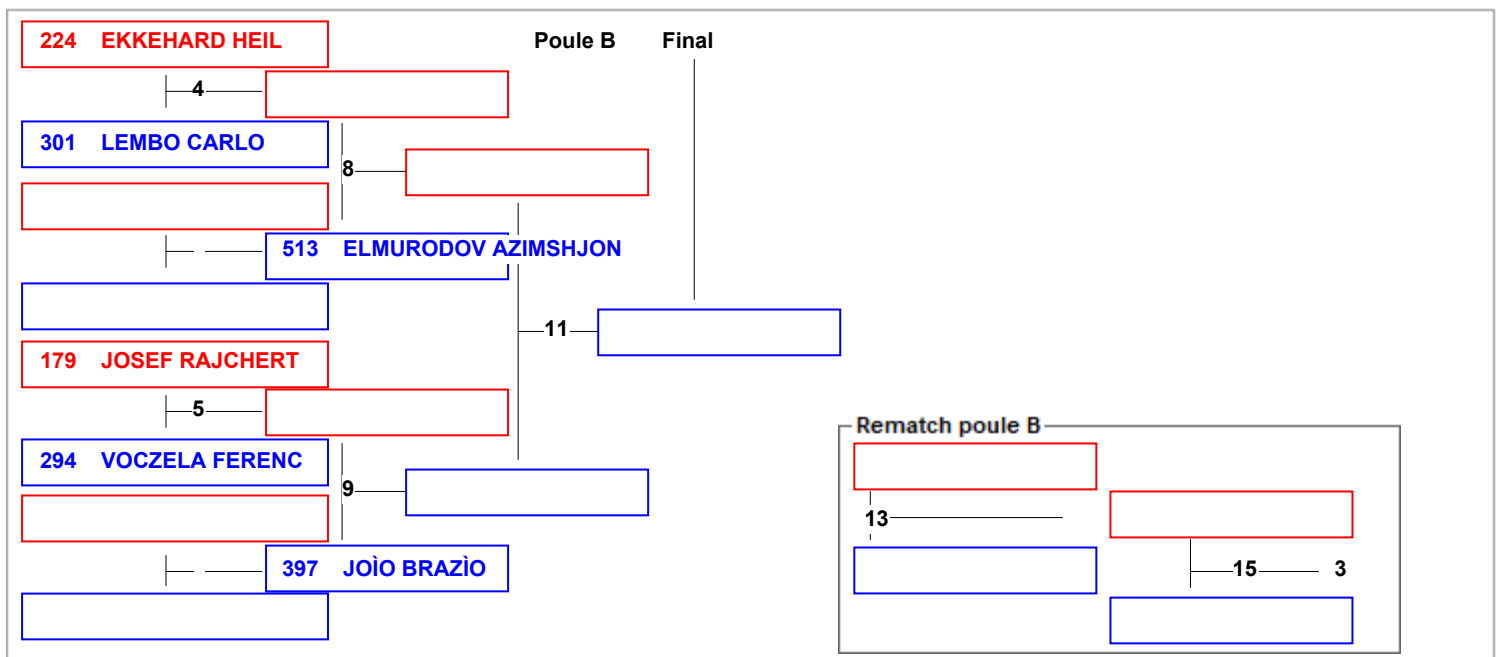 224 EKKEHARD HEIL
Poule B Final
4
301 LEMBO CARLO
8
513 ELMURODOV AZIMSHJON
11
179 JOSEF RAJCHERT
5
294 VOCZELA FERENC
9
397 JOÌO BRAZÌO
Rematch poule B
13
15 3